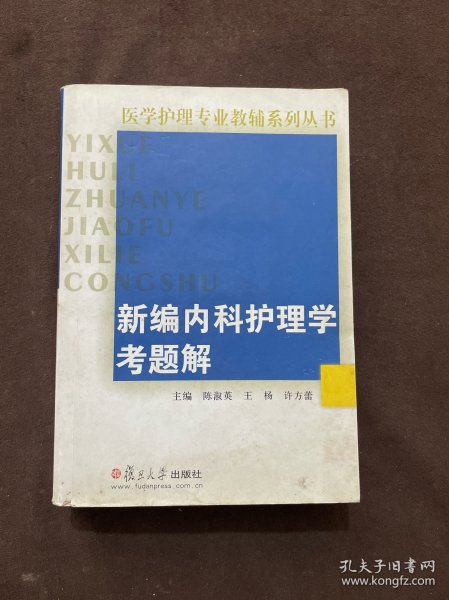 医学护理专业教辅系列丛书
YIXUE
HULI
ZHUANYE
JIAOFU
XILIE
CONGSHU
新编内科护理学
考题解
主编 陈淑英 王 杨 许方蕾
復旦大學出版社
www.fudanpress.com.cn
孔夫子旧书网
www.kongfz.com